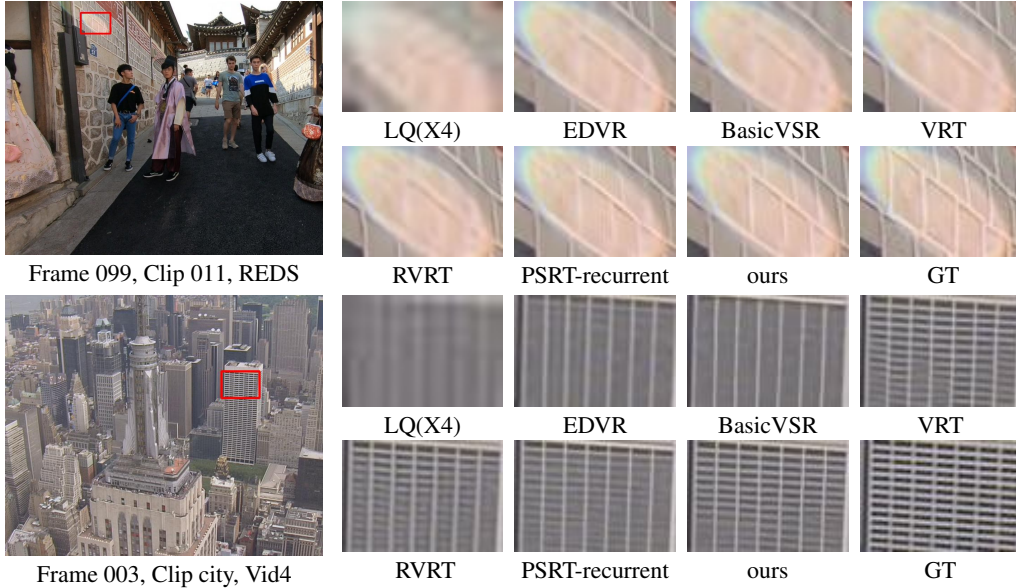 LQ(X4) EDVR BasicVSR VRT
RVRT PSRT-recurrent ours GT
Frame 099, Clip 011, REDS
LQ(X4) EDVR BasicVSR VRT
RVRT PSRT-recurrent ours GT
Frame 003, Clip city, Vid4